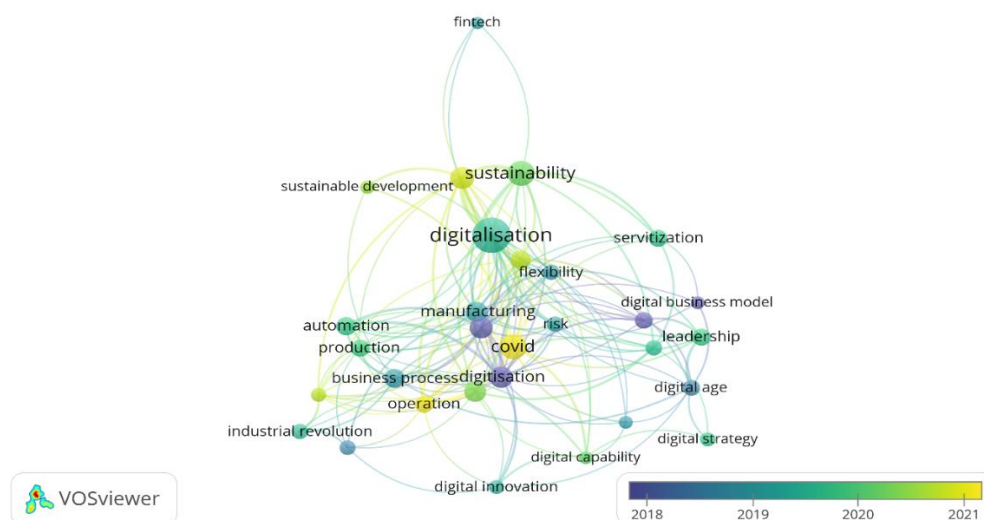 fintech
sustainability
sustainable development
digitalisation
servitization
flexibility
digital business model
manufacturing
automation
risk
leadership
production
covid
business process
digitisation
digital age
operation
industrial revolution
digital strategy
digital capability
digital innovation
VOSviewer
2018 2019 2020 2021